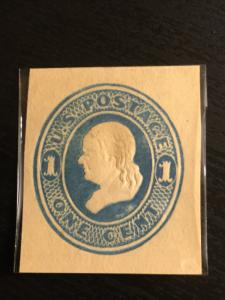 U.S. POSTAGE
1 1
ONE CENT